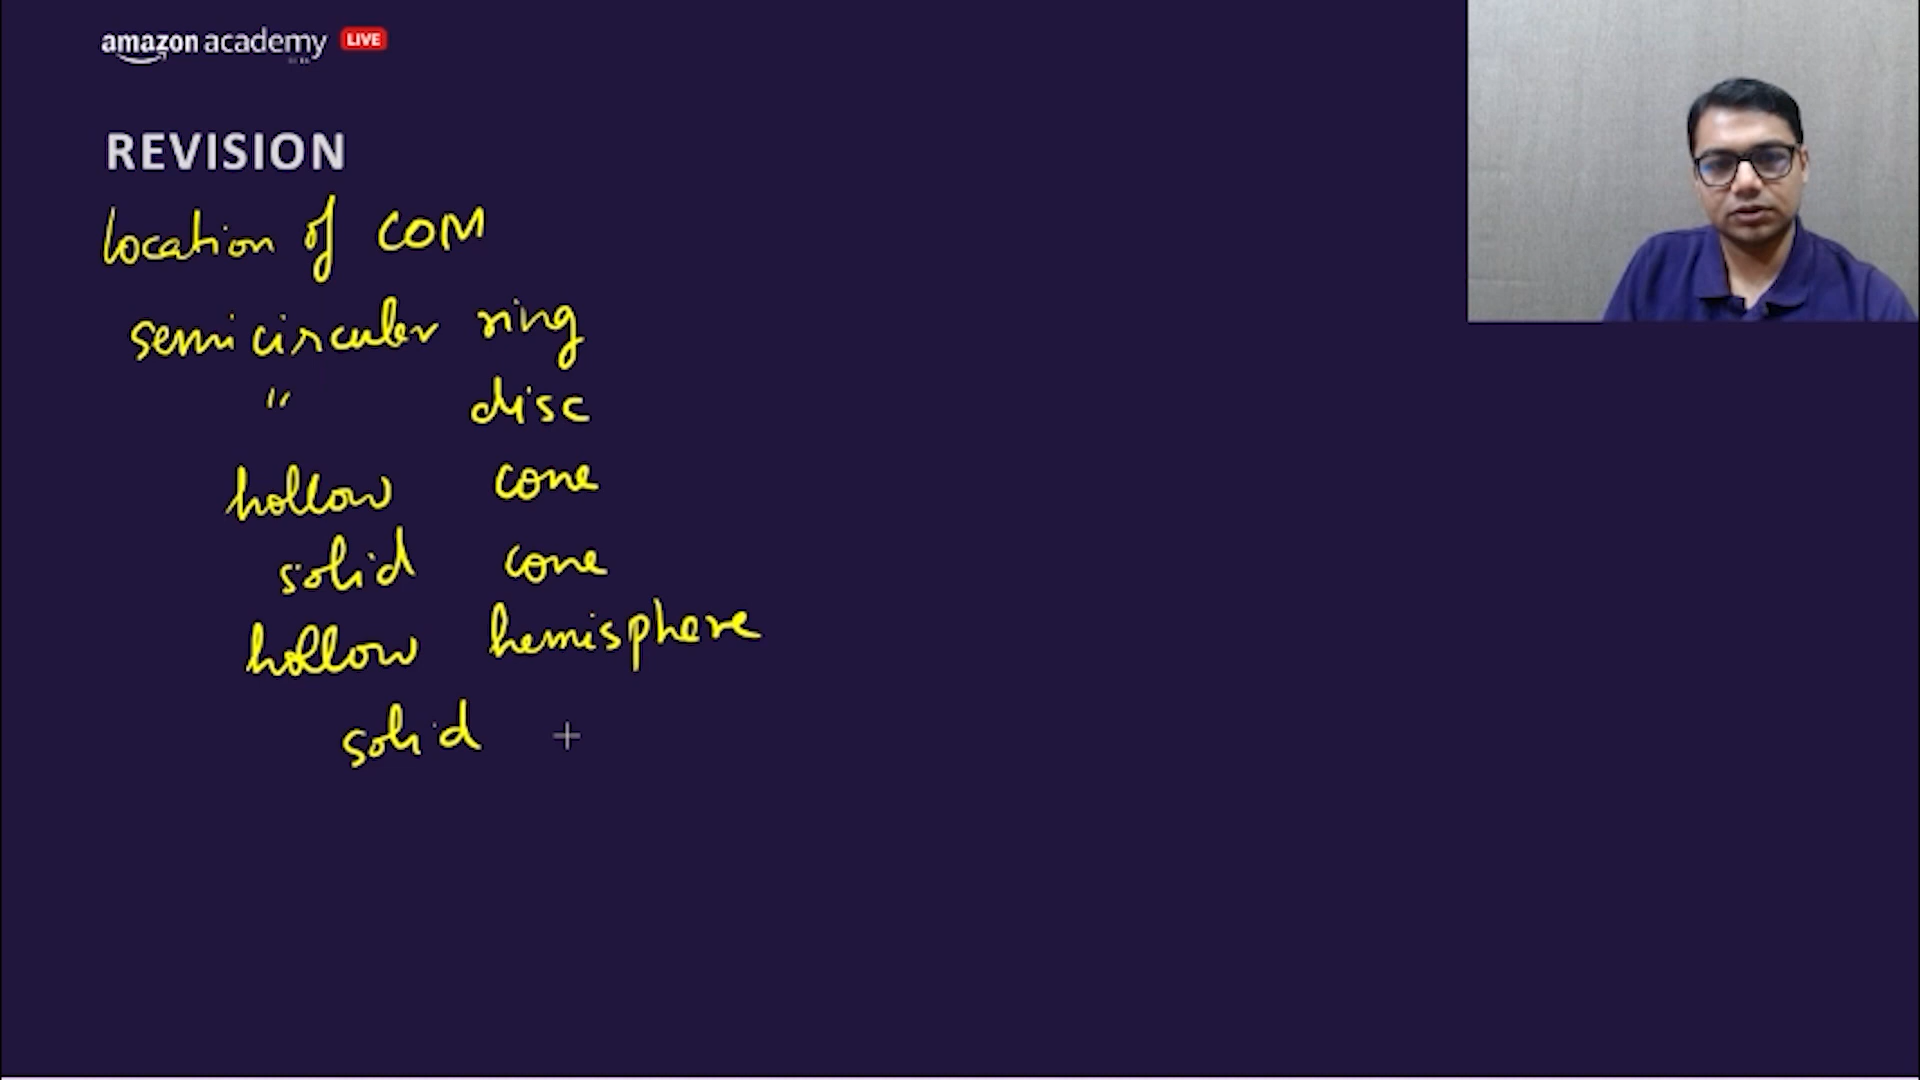 amazon academy LIVE
REVISION
location of COM
semicircular ring
" disc
hollow cone
solid cone
hollow hemisphere
solid